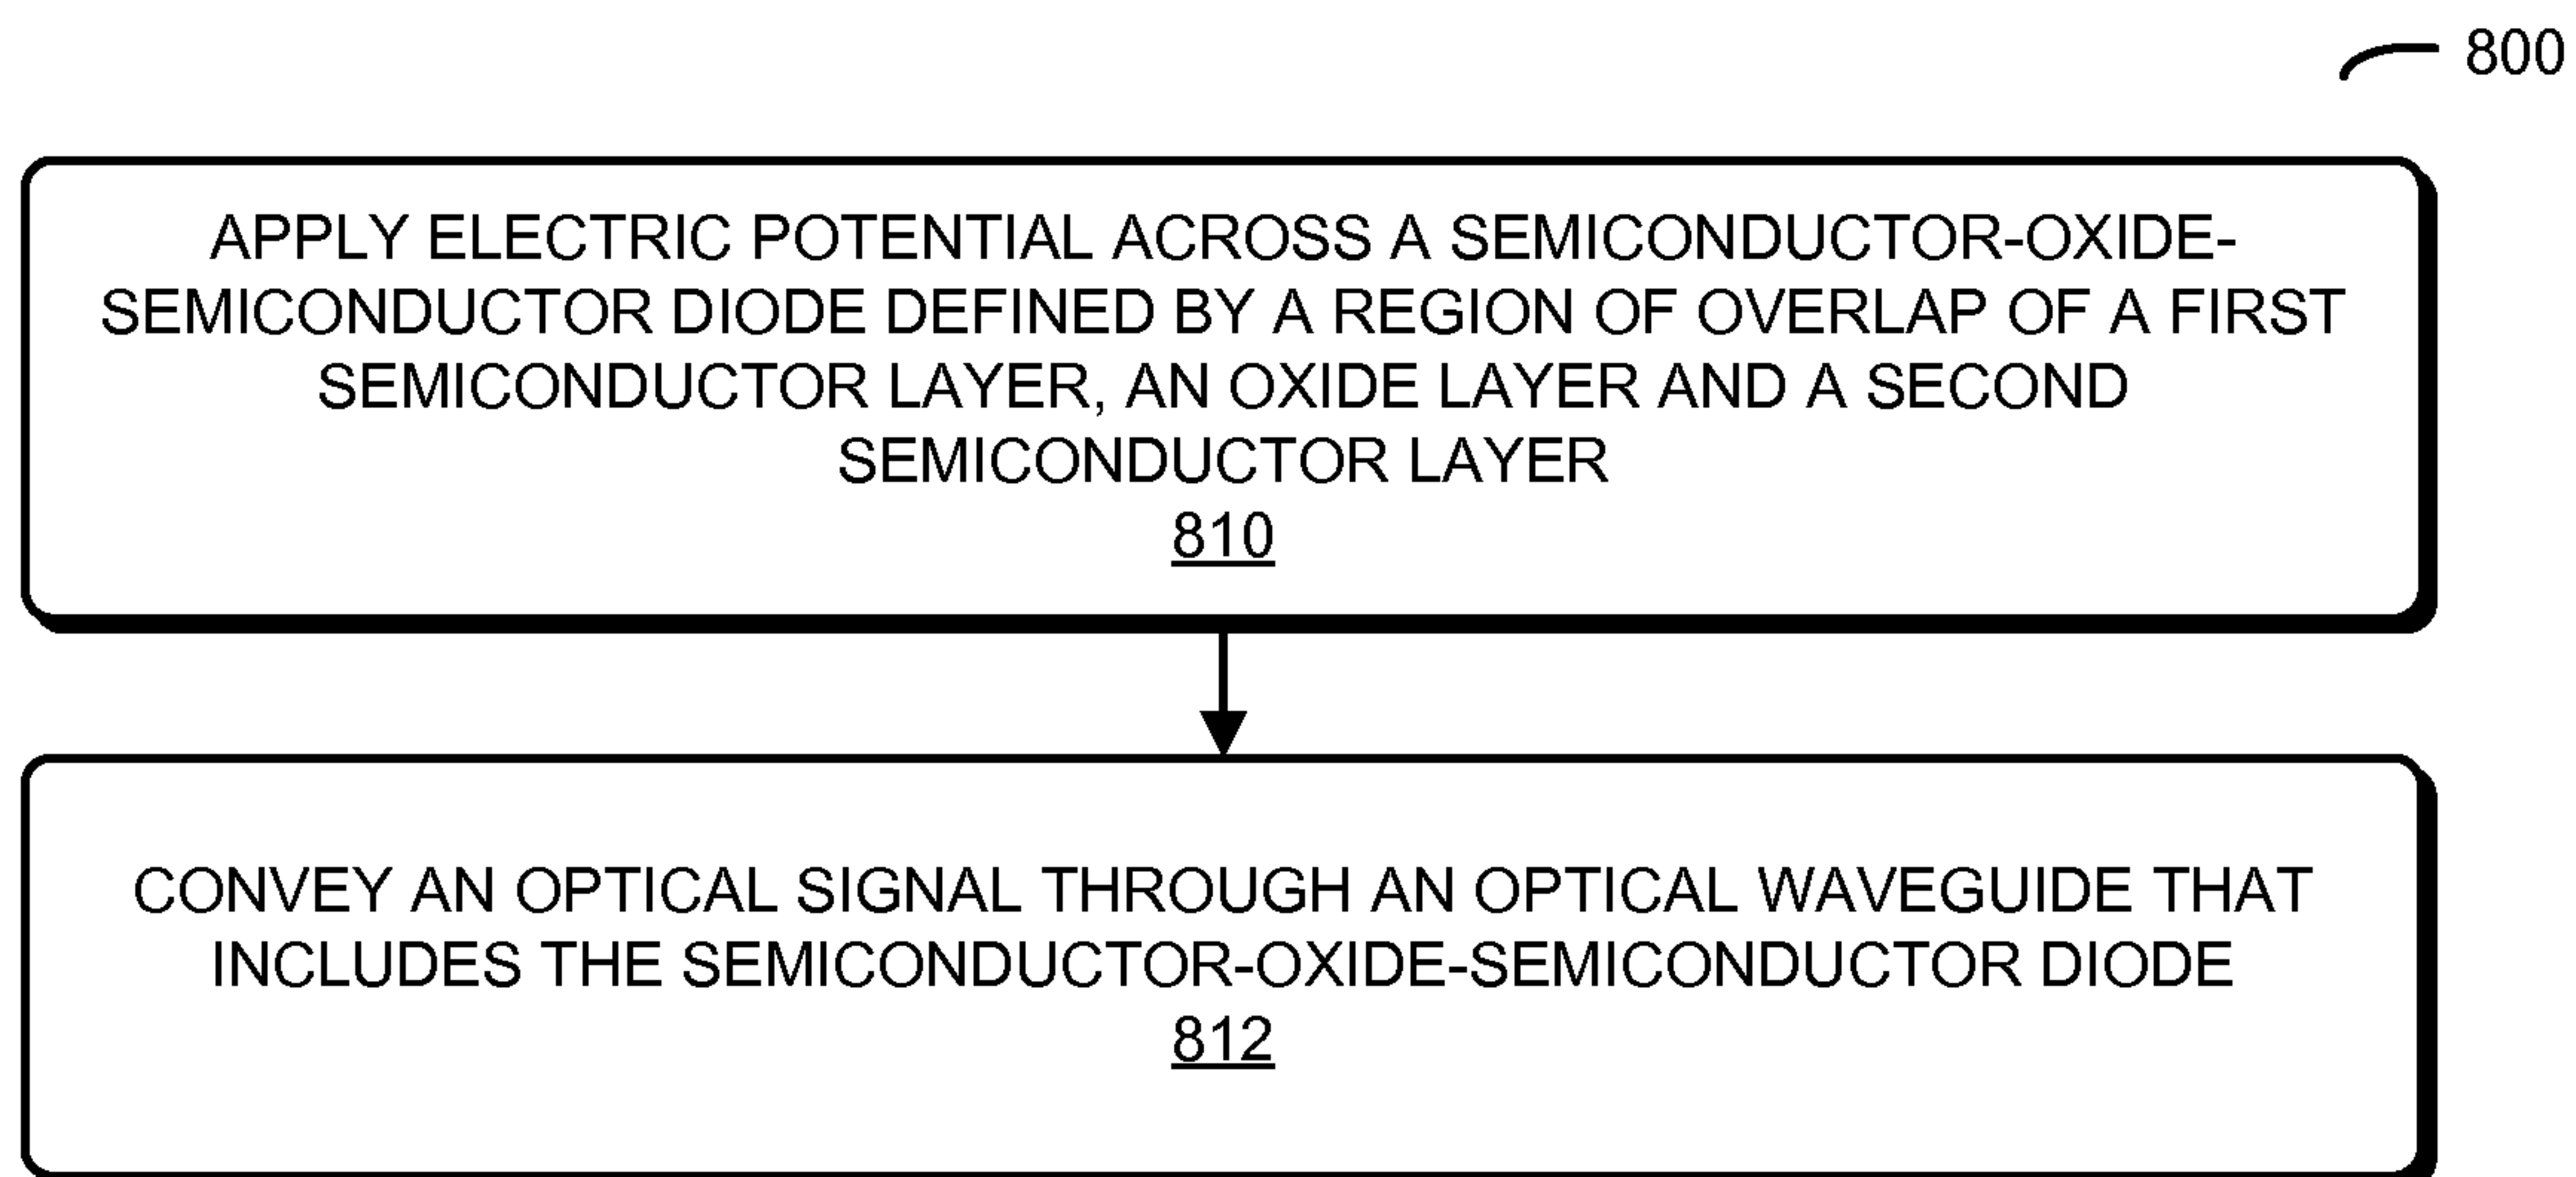 800
APPLY ELECTRIC POTENTIAL ACROSS A SEMICONDUCTOR-OXIDE-
SEMICONDUCTOR DIODE DEFINED BY A REGION OF OVERLAP OF A FIRST
SEMICONDUCTOR LAYER, AN OXIDE LAYER AND A SECOND
SEMICONDUCTOR LAYER
810
CONVEY AN OPTICAL SIGNAL THROUGH AN OPTICAL WAVEGUIDE THAT
INCLUDES THE SEMICONDUCTOR-OXIDE-SEMICONDUCTOR DIODE
812